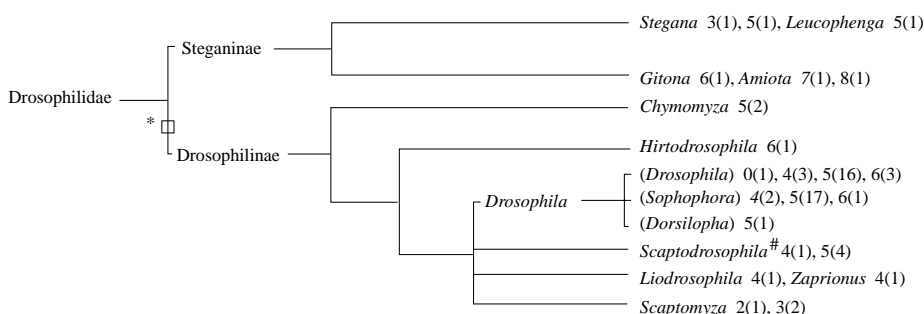 Stegana 3(1), 5(1), Leucophenga 5(1)
Steganinae
Gitona 6(1), Amiota 7(1), 8(1)
Drosophilidae
Chymomyza 5(2)
*
Drosophilinae
Hirtodrosophila 6(1)
(Drosophila) 0(1), 4(3), 5(16), 6(3)
Drosophila
(Sophophora) 4(2), 5(17), 6(1)
(Dorsilopha) 5(1)
Scaptodrosophila# 4(1), 5(4)
Liodrosophila 4(1), Zaprionus 4(1)
Scaptomyza 2(1), 3(2)